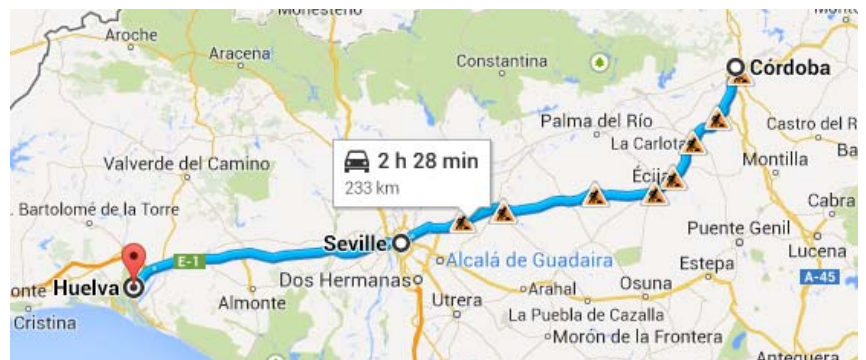 Monesterio
Aroche
Aracena
Constantina
Córdoba
Palma del Río
La Carlota
Castro del R
Ba
Valverde del Camino
2 h 28 min
233 km
Écija
Montilla
Cabra
. Bartolomé de la Torre
Seville
Puente Genil
Lucena
E-1
Alcalá de Guadaira
Estepa
A-45
Huelva
Dos Hermanas
Almonte
Utrera
Arahal
Osuna
onte
Cristina
La Puebla de Cazalla
Morón de la Frontera
Antequera